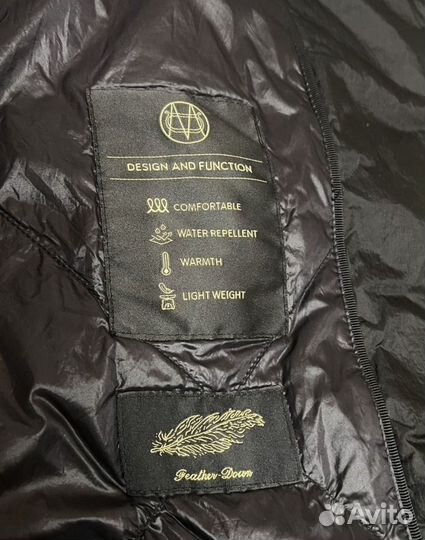 DESIGN AND FUNCTION
COMFORTABLE
WATER REPELLENT
WARMTH
LIGHT WEIGHT
Feather-Down
Avito